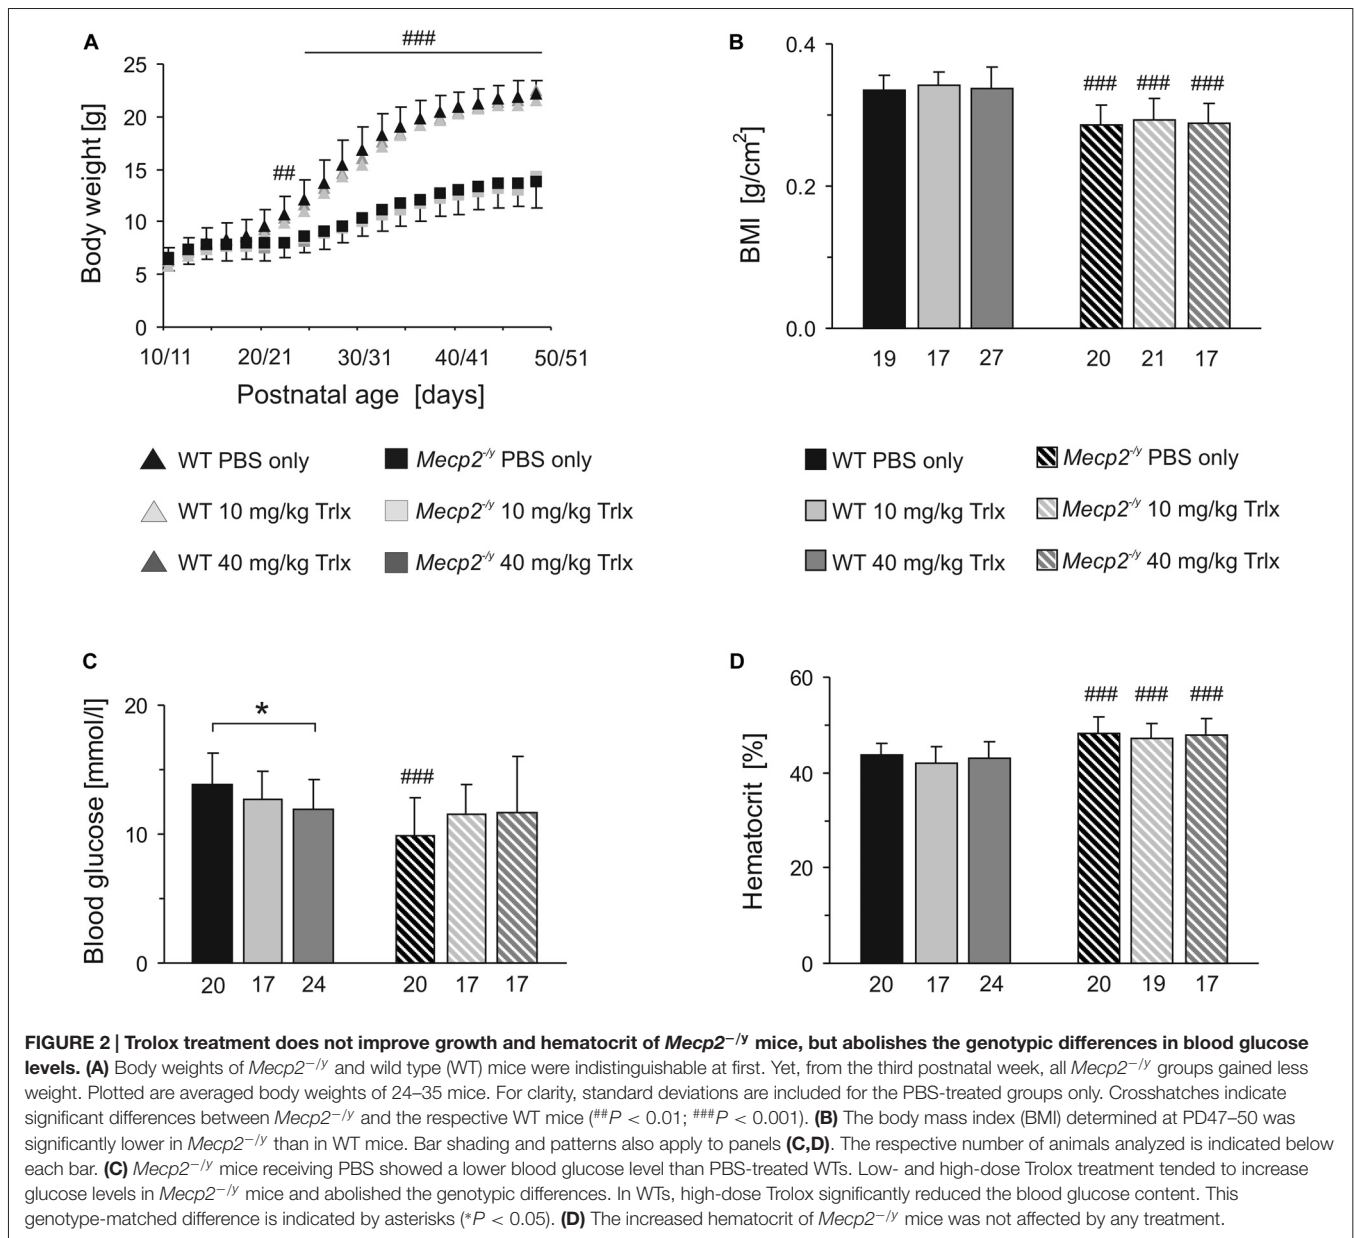 A
###
25
20
15
10
5
0
##
Body weight [g]
10/11 20/21 30/31 40/41 50/51
Postnatal age [days]
B
0.4
0.2
0.0
BMI [g/cm²]
### ### ###
19 17 27 20 21 17
WT PBS only
WT 10 mg/kg Trlx
WT 40 mg/kg Trlx
Mecp2-/y PBS only
Mecp2-/y 10 mg/kg Trlx
Mecp2-/y 40 mg/kg Trlx
WT PBS only
WT 10 mg/kg Trlx
WT 40 mg/kg Trlx
Mecp2-/y PBS only
Mecp2-/y 10 mg/kg Trlx
Mecp2-/y 40 mg/kg Trlx
C
20
10
0
Blood glucose [mmol/l]
*
###
20 17 24 20 17 17
D
60
40
20
0
Hematocrit [%]
### ### ###
20 17 24 20 19 17
FIGURE 2 | Trolox treatment does not improve growth and hematocrit of Mecp2−/y mice, but abolishes the genotypic differences in blood glucose
levels. (A) Body weights of Mecp2−/y and wild type (WT) mice were indistinguishable at first. Yet, from the third postnatal week, all Mecp2−/y groups gained less
weight. Plotted are averaged body weights of 24–35 mice. For clarity, standard deviations are included for the PBS-treated groups only. Crosshatches indicate
significant differences between Mecp2−/y and the respective WT mice (##P < 0.01; ###P < 0.001). (B) The body mass index (BMI) determined at PD47–50 was
significantly lower in Mecp2−/y than in WT mice. Bar shading and patterns also apply to panels (C,D). The respective number of animals analyzed is indicated below
each bar. (C) Mecp2−/y mice receiving PBS showed a lower blood glucose level than PBS-treated WTs. Low- and high-dose Trolox treatment tended to increase
glucose levels in Mecp2−/y mice and abolished the genotypic differences. In WTs, high-dose Trolox significantly reduced the blood glucose content. This
genotype-matched difference is indicated by asterisks (*P < 0.05). (D) The increased hematocrit of Mecp2−/y mice was not affected by any treatment.